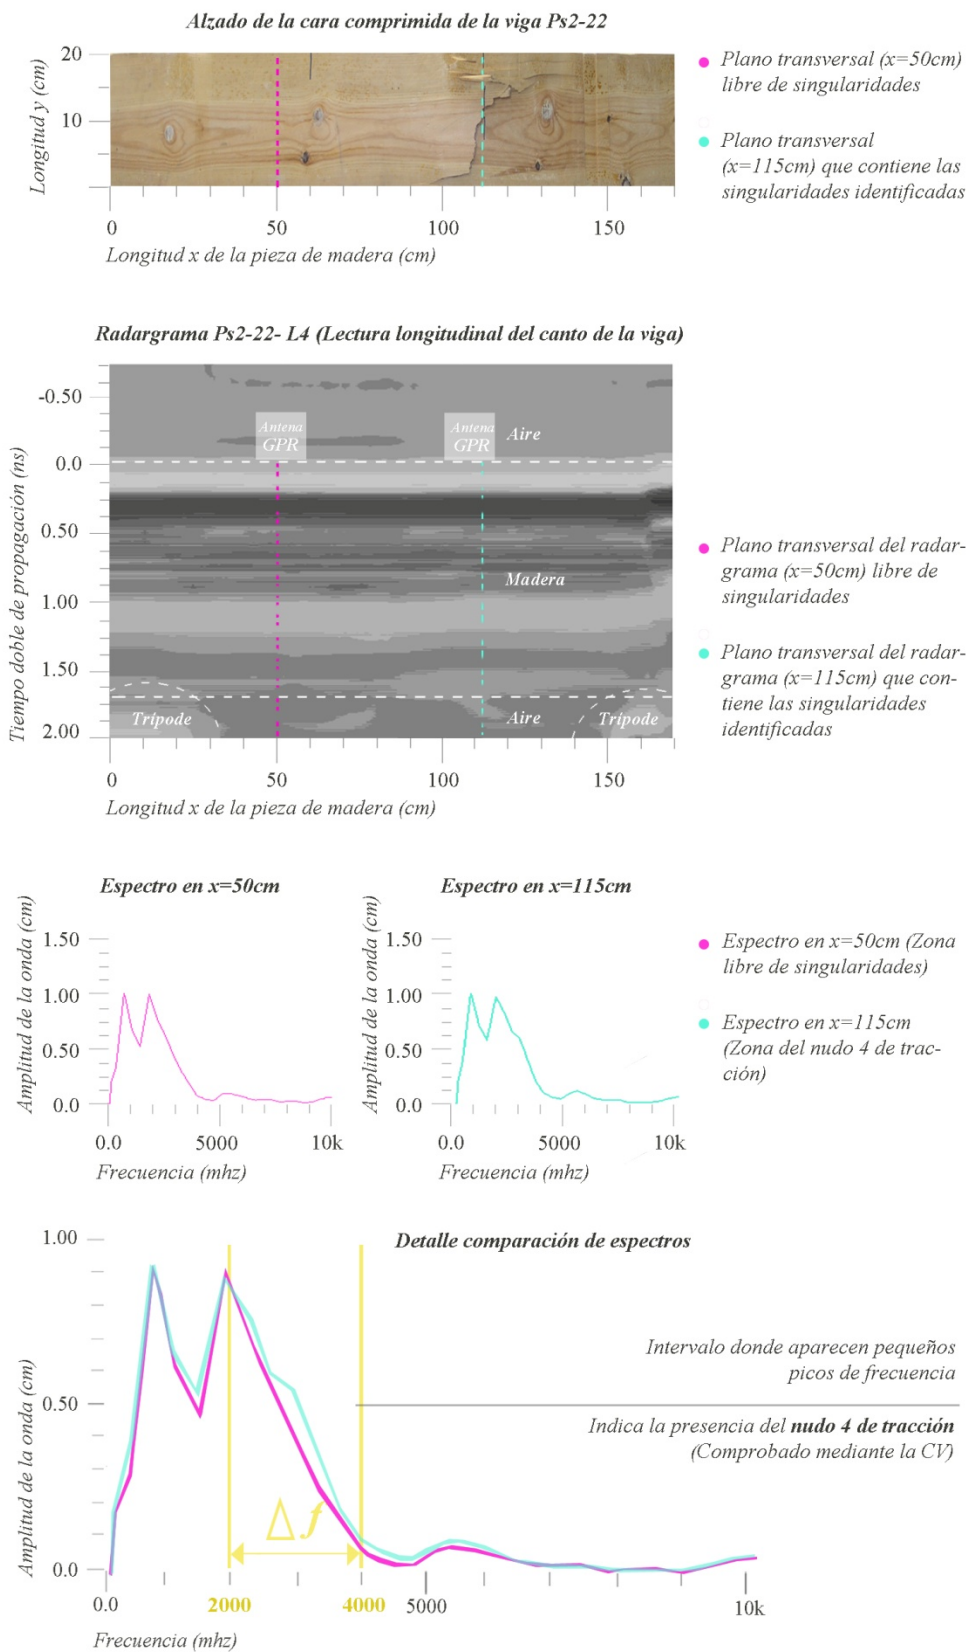 Alzado de la cara comprimida de la viga Ps2-22
Longitud y (cm)
20
10
0
50
100
150
Longitud x de la pieza de madera (cm)
Plano transversal (x=50cm)
libre de singularidades
Plano transversal
(x=115cm) que contiene las
singularidades identificadas
Radargrama Ps2-22- L4 (Lectura longitudinal del canto de la viga)
Tiempo doble de propagación (ns)
-0.50
0.0
0.50
1.00
1.50
2.00
Antena
GPR
Antena
GPR
Aire
Madera
Trípode
Aire
Trípode
0
50
100
150
Longitud x de la pieza de madera (cm)
Plano transversal del radar-
grama (x=50cm) libre de
singularidades
Plano transversal del radar-
grama (x=115cm) que con-
tiene las singularidades
identificadas
Espectro en x=50cm
Amplitud de la onda (cm)
1.50
1.00
0.50
0.0
0.0
5000
10k
Frecuencia (mhz)
Espectro en x=115cm
Amplitud de la onda (cm)
1.50
1.00
0.50
0.0
0.0
5000
10k
Frecuencia (mhz)
Espectro en x=50cm (Zona
libre de singularidades)
Espectro en x=115cm
(Zona del nudo 4 de trac-
ción)
Detalle comparación de espectros
Amplitud de la onda (cm)
1.00
0.50
0.0
Intervalo donde aparecen pequeños
picos de frecuencia
Indica la presencia del nudo 4 de tracción
(Comprobado mediante la CV)
Δ f
0.0
2000
4000
5000
10k
Frecuencia (mhz)